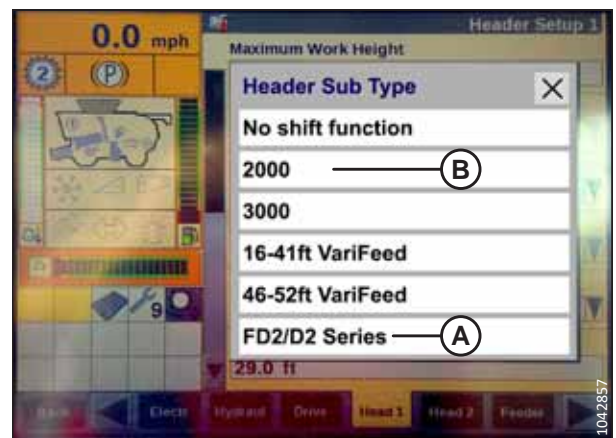 0.0 mph
Header Setup 1
Maximum Work Height
2
P
Header Sub Type
No shift function
2000
B
3000
16-41ft VariFeed
46-52ft VariFeed
FD2/D2 Series
A
9
29.0 ft
Back
Electr
Hydraul
Drive
Head 1
Head 2
Feeder
1042857